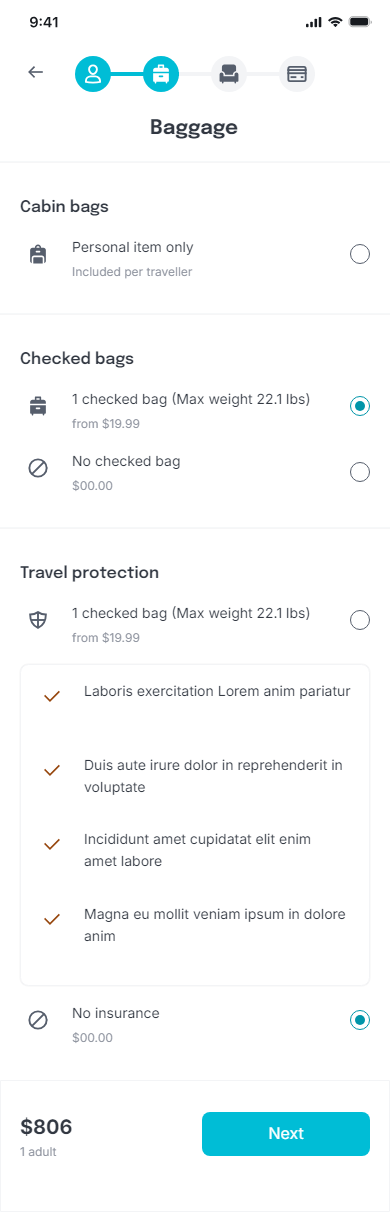 9:41
Baggage
Cabin bags
Personal item only
Included per traveller
Checked bags
1 checked bag (Max weight 22.1 lbs)
from $19.99
No checked bag
$00.00
Travel protection
1 checked bag (Max weight 22.1 lbs)
from $19.99
Laboris exercitation Lorem anim pariatur
Duis aute irure dolor in reprehenderit in
voluptate
Incididunt amet cupidatat elit enim
amet labore
Magna eu mollit veniam ipsum in dolore
anim
No insurance
$00.00
$806
1 adult
Next